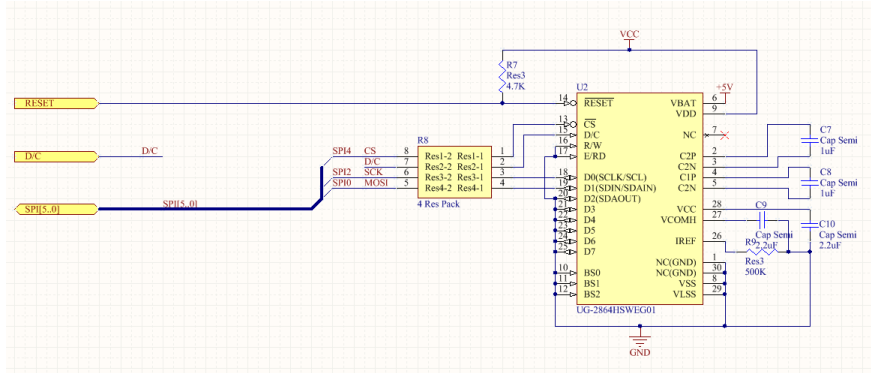 VCC
R7
Res3
4.7K
U2
+5V
RESET
14
RESET
VBAT
6
VDD
9
13
CS
15
D/C
16
R/W
17
E/RD
NC
7
D/C
D/C
R8
SPI4
CS
8
Res1-2
Res1-1
1
D/C
7
Res2-2
Res2-1
2
SPI2
SCK
6
Res3-2
Res3-1
3
SPI0
MOSI
5
Res4-2
Res4-1
4
4 Res Pack
C2P
2
C2N
3
C1P
4
C2N
5
C7
Cap Semi
1uF
C8
Cap Semi
1uF
18
D0(SCLK/SCL)
19
D1(SDIN/SDAIN)
20
D2(SDAOUT)
21
D3
22
D4
23
D5
24
D6
25
D7
SPI[5..0]
SPI[5..0]
VCC
28
VCOMH
27
C9
Cap Semi
2.2uF
C10
Cap Semi
2.2uF
IREF
26
R9
Res3
500K
NC(GND)
1
NC(GND)
30
VSS
8
VLSS
29
10
BS0
11
BS1
12
BS2
UG-2864HSWEG01
GND